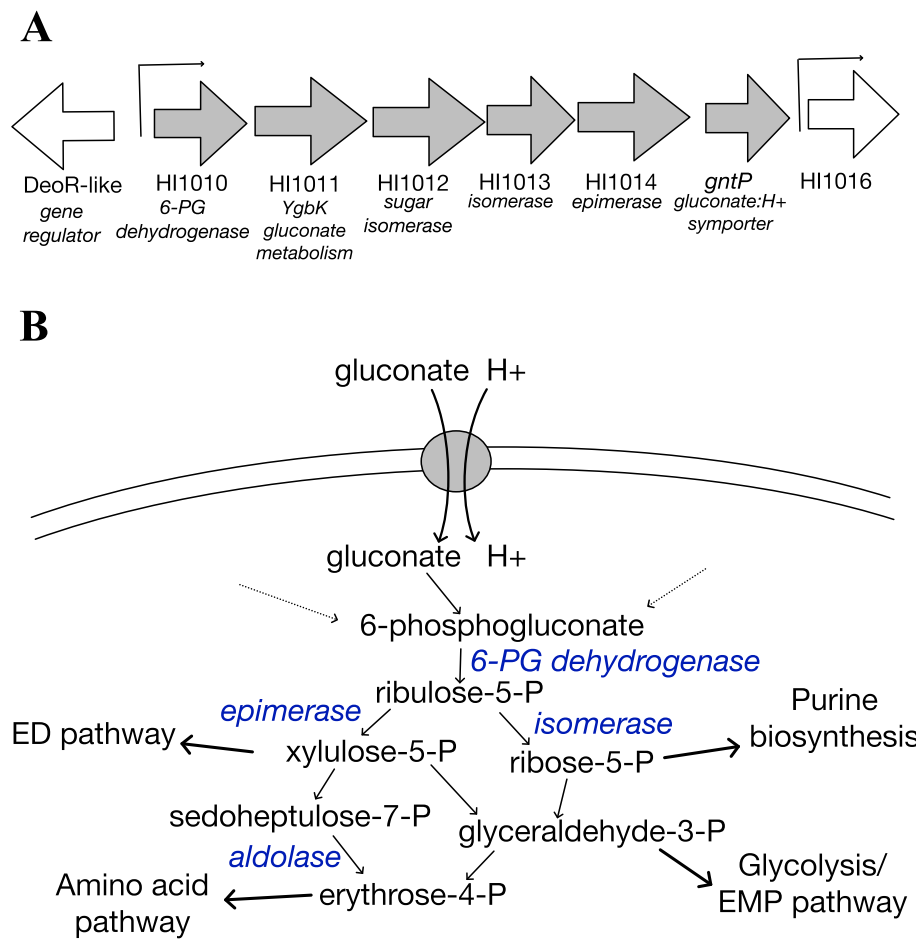 A
DeoR-like
gene
regulator
HI1010
6-PG
dehydrogenase
HI1011
YgbK
gluconate
metabolism
HI1012
sugar
isomerase
HI1013
isomerase
HI1014
epimerase
gntP
gluconate:H+
symporter
HI1016
B
gluconate H+
gluconate H+
6-phosphogluconate
6-PG dehydrogenase
ribulose-5-P
epimerase
isomerase
Purine
biosynthesis
ED pathway
xylulose-5-P
ribose-5-P
sedoheptulose-7-P
glyceraldehyde-3-P
aldolase
Glycolysis/
EMP pathway
Amino acid
pathway
erythrose-4-P